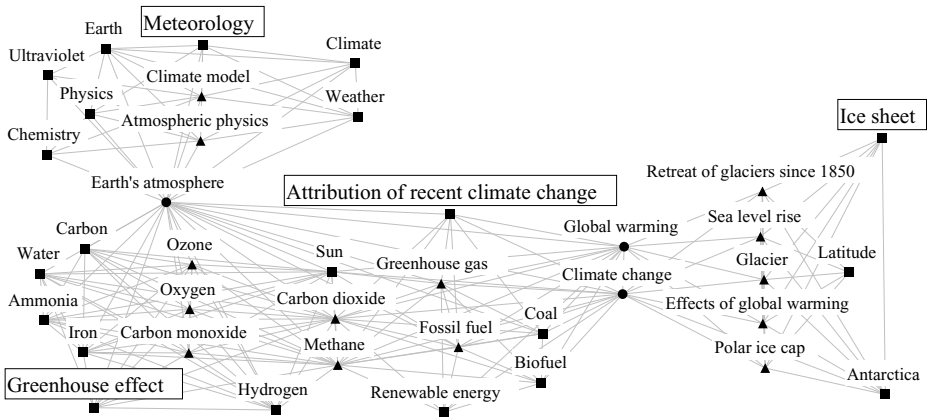 Earth
Meteorology
Climate
Ultraviolet
Climate model
Physics
Weather
Atmospheric physics
Chemistry
Ice sheet
Earth's atmosphere
Attribution of recent climate change
Retreat of glaciers since 1850
Carbon
Ozone
Sun
Global warming
Sea level rise
Water
Greenhouse gas
Glacier
Latitude
Oxygen
Climate change
Ammonia
Carbon dioxide
Effects of global warming
Iron
Carbon monoxide
Fossil fuel
Coal
Methane
Polar ice cap
Greenhouse effect
Hydrogen
Renewable energy
Biofuel
Antarctica